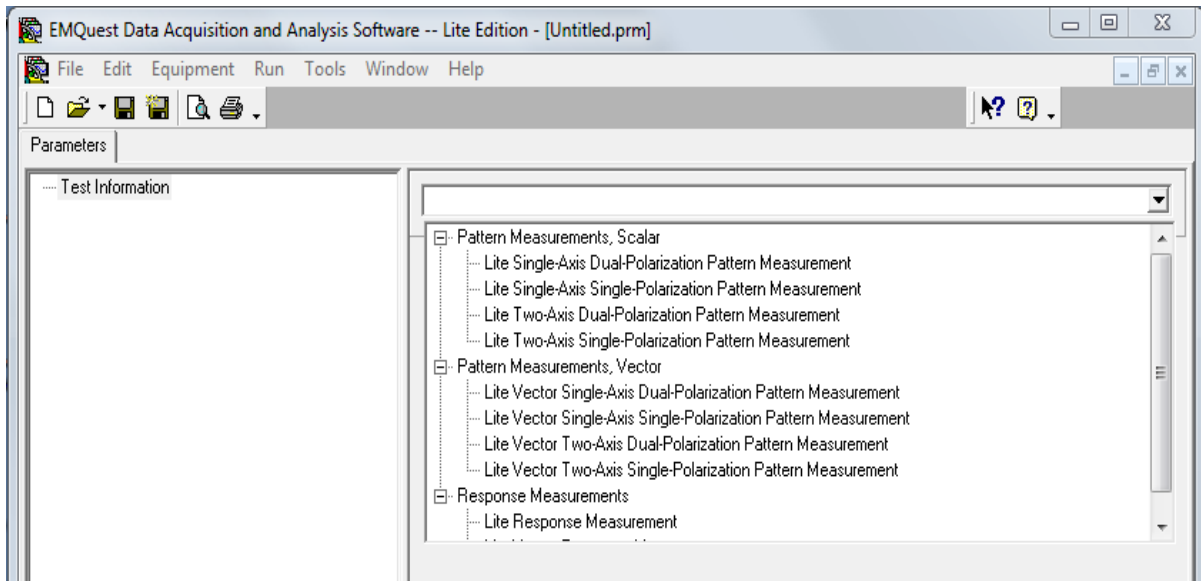 EMQuest Data Acquisition and Analysis Software -- Lite Edition - [Untitled.prm]
File Edit Equipment Run Tools Window Help
Parameters
Test Information
Pattern Measurements, Scalar
Lite Single-Axis Dual-Polarization Pattern Measurement
Lite Single-Axis Single-Polarization Pattern Measurement
Lite Two-Axis Dual-Polarization Pattern Measurement
Lite Two-Axis Single-Polarization Pattern Measurement
Pattern Measurements, Vector
Lite Vector Single-Axis Dual-Polarization Pattern Measurement
Lite Vector Single-Axis Single-Polarization Pattern Measurement
Lite Vector Two-Axis Dual-Polarization Pattern Measurement
Lite Vector Two-Axis Single-Polarization Pattern Measurement
Response Measurements
Lite Response Measurement